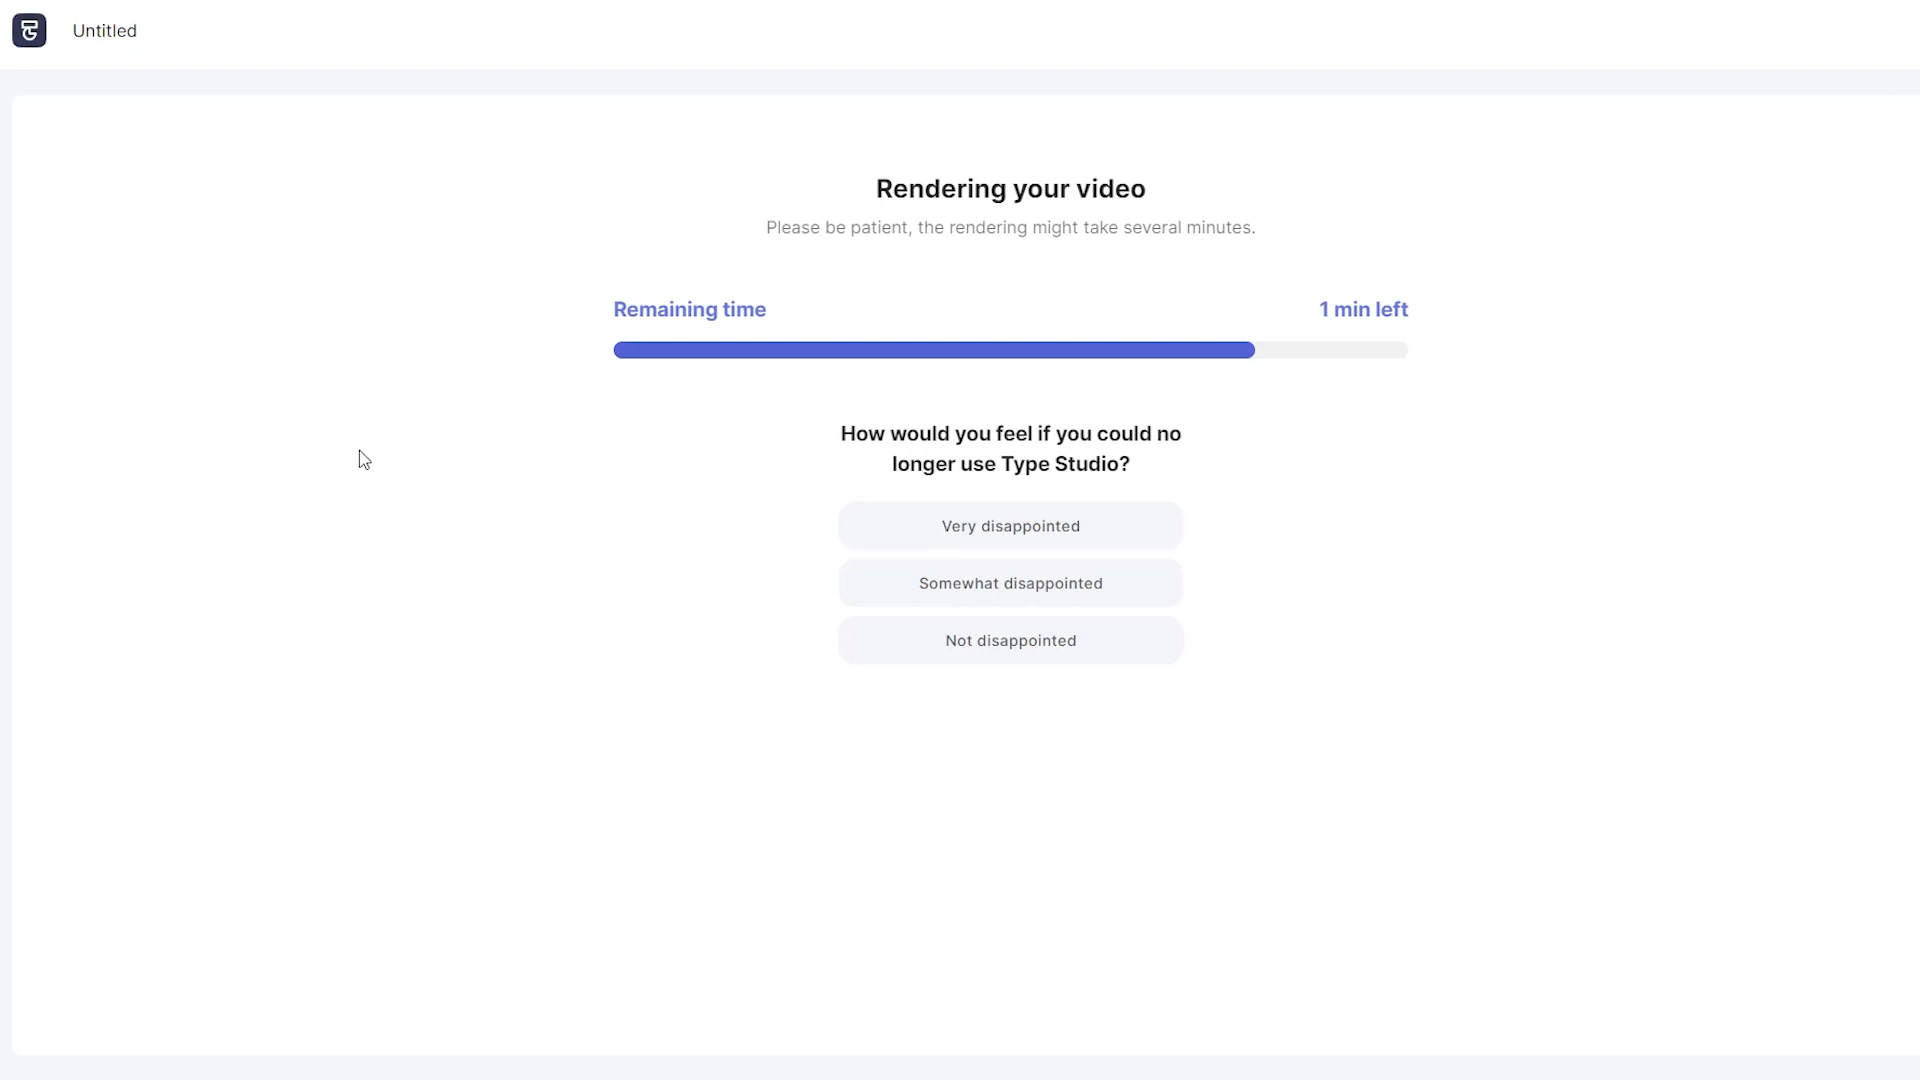 Untitled
Rendering your video
Please be patient, the rendering might take several minutes.
Remaining time
1 min left
How would you feel if you could no
longer use Type Studio?
Very disappointed
Somewhat disappointed
Not disappointed